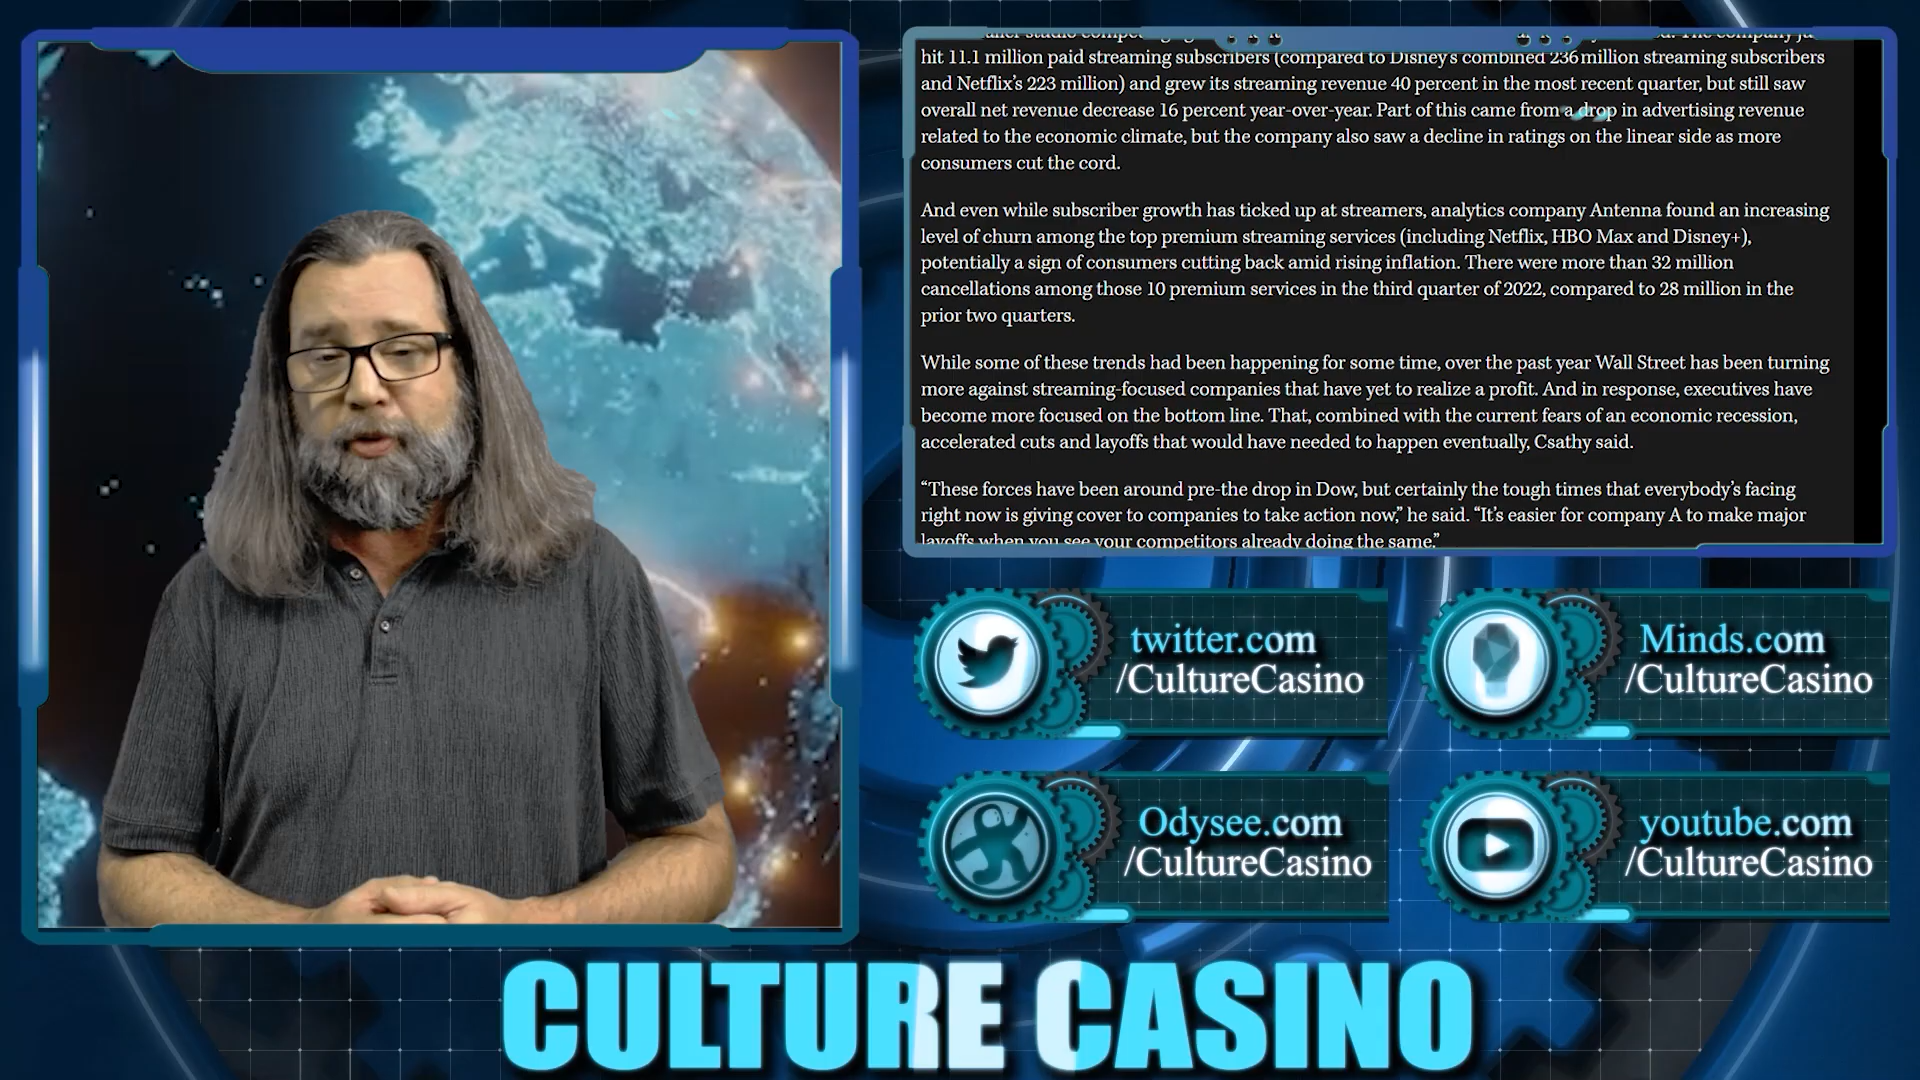 hit 11.1 million paid streaming subscribers (compared to Disney's combined 236 million streaming subscribers
and Netflix's 223 million) and grew its streaming revenue 40 percent in the most recent quarter, but still saw
overall net revenue decrease 16 percent year-over-year. Part of this came from a drop in advertising revenue
related to the economic climate, but the company also saw a decline in ratings on the linear side as more
consumers cut the cord.
And even while subscriber growth has ticked up at streamers, analytics company Antenna found an increasing
level of churn among the top premium streaming services (including Netflix, HBO Max and Disney+),
potentially a sign of consumers cutting back amid rising inflation. There were more than 32 million
cancellations among those 10 premium services in the third quarter of 2022, compared to 28 million in the
prior two quarters.
While some of these trends had been happening for some time, over the past year Wall Street has been turning
more against streaming-focused companies that have yet to realize a profit. And in response, executives have
become more focused on the bottom line. That, combined with the current fears of an economic recession,
accelerated cuts and layoffs that would have needed to happen eventually, Csathy said.
“These forces have been around pre-the drop in Dow, but certainly the tough times that everybody's facing
right now is giving cover to companies to take action now,” he said. “It's easier for company A to make major
layoffs when you see your competitors already doing the same.”
twitter.com
/CultureCasino
Minds.com
/CultureCasino
Odysee.com
/CultureCasino
youtube.com
/CultureCasino
CULTURE CASINO